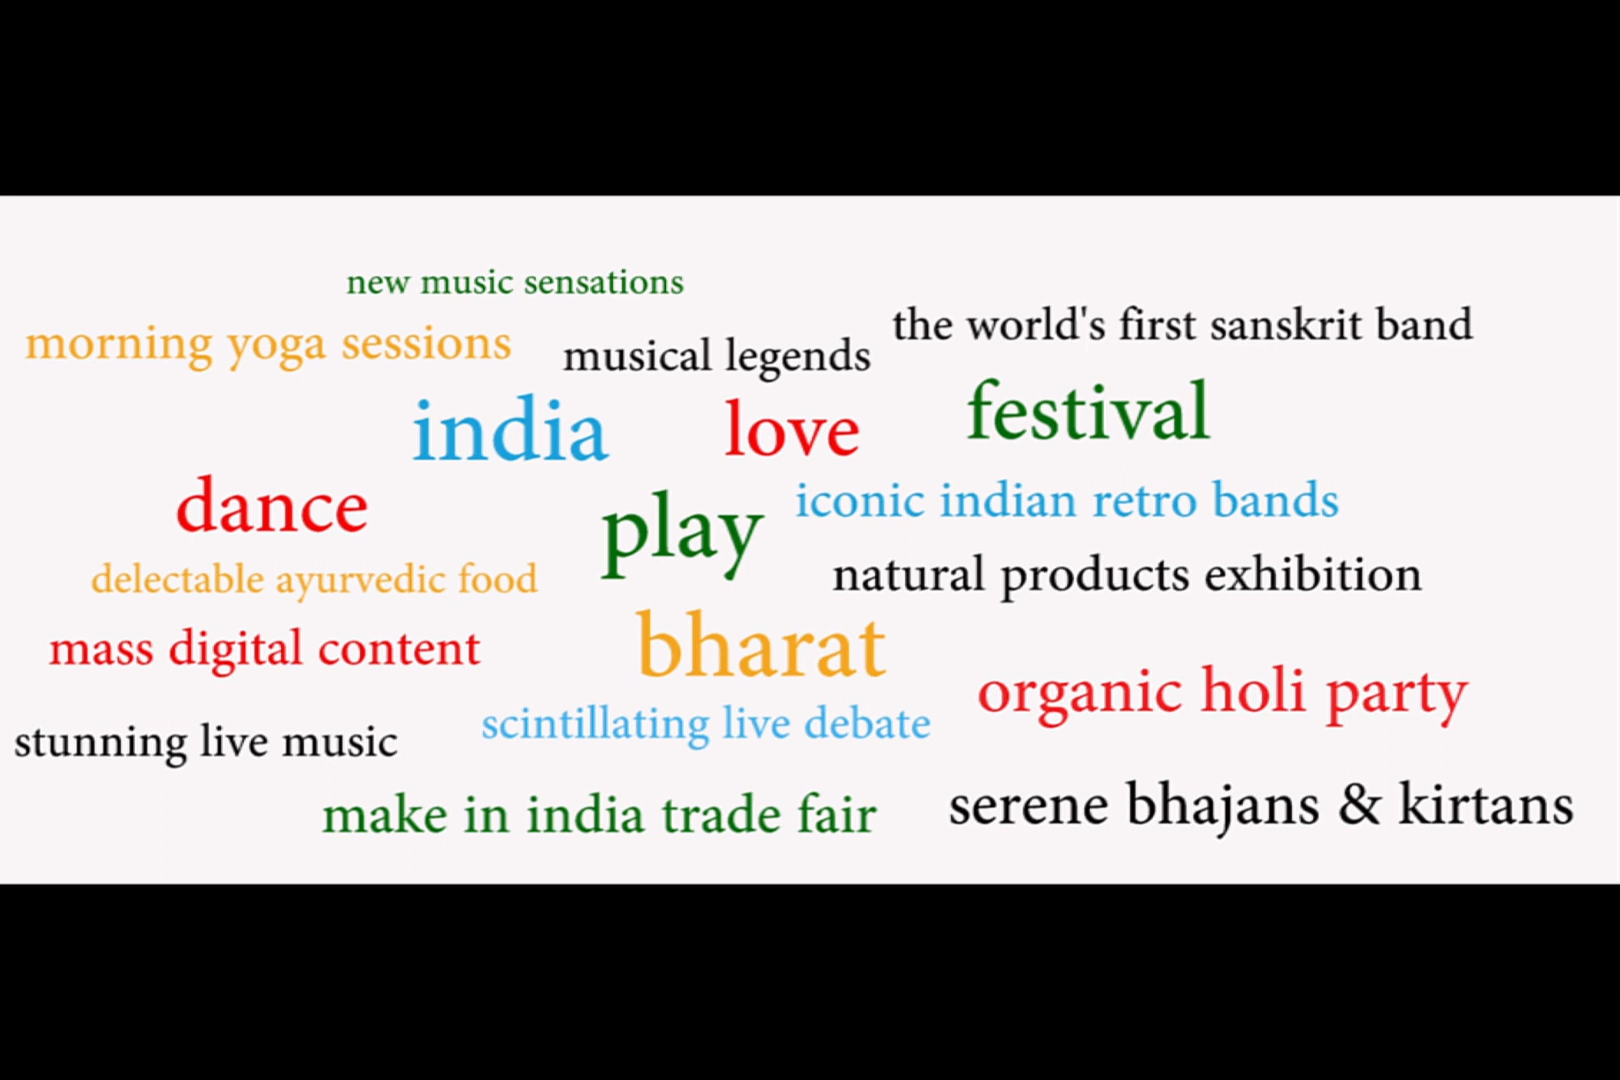 new music sensations
the world's first sanskrit band
morning yoga sessions
musical legends
festival
india
love
dance
iconic indian retro bands
play
delectable ayurvedic food
natural products exhibition
mass digital content
bharat
organic holi party
scintillating live debate
stunning live music
serene bhajans & kirtans
make in india trade fair